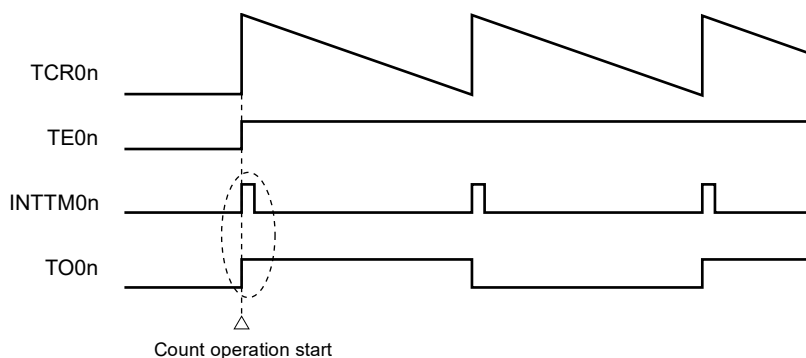 TCR0n
TE0n
INTTM0n
TO0n
Count operation start